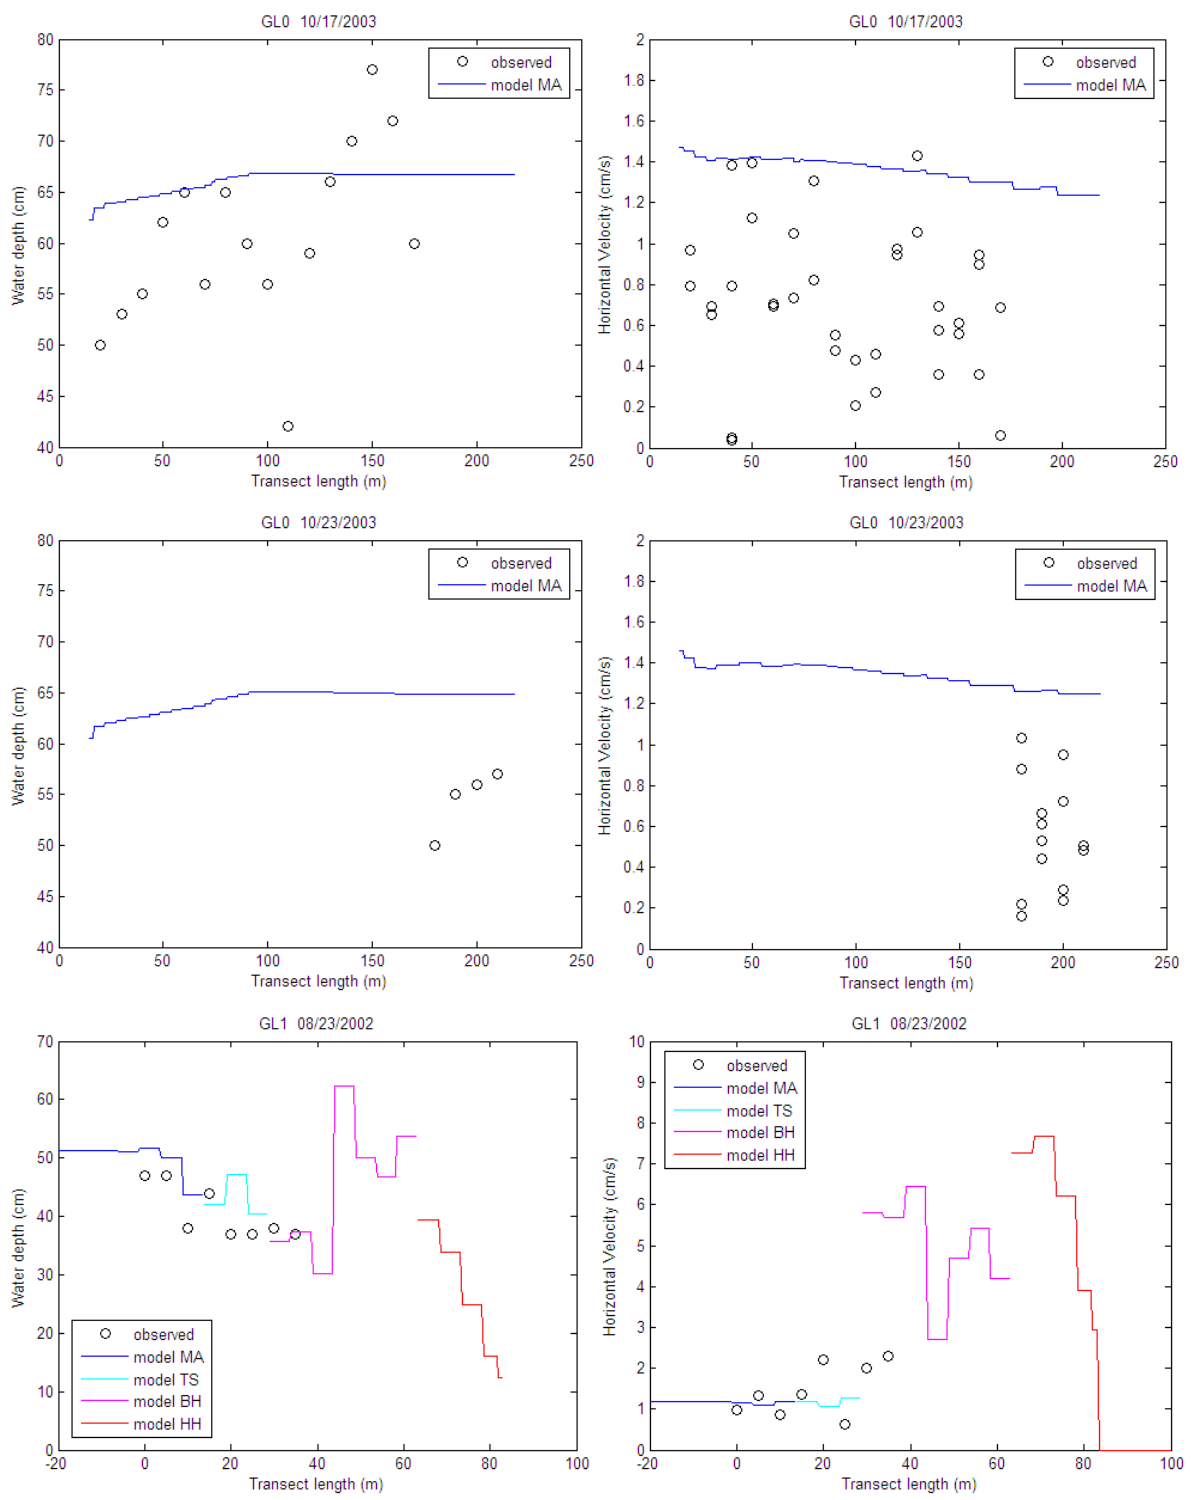 GL0 10/17/2003
80
75
70
65
60
55
50
45
40
0 50 100 150 200 250
Water depth (cm)
Transect length (m)
observed
model MA
GL0 10/17/2003
2
1.8
1.6
1.4
1.2
1
0.8
0.6
0.4
0.2
0
0 50 100 150 200 250
Horizontal Velocity (cm/s)
Transect length (m)
observed
model MA
GL0 10/23/2003
80
75
70
65
60
55
50
45
40
0 50 100 150 200 250
Water depth (cm)
Transect length (m)
observed
model MA
GL0 10/23/2003
2
1.8
1.6
1.4
1.2
1
0.8
0.6
0.4
0.2
0
0 50 100 150 200 250
Horizontal Velocity (cm/s)
Transect length (m)
observed
model MA
GL1 08/23/2002
70
60
50
40
30
20
10
0
-20 0 20 40 60 80 100
Water depth (cm)
Transect length (m)
observed
model MA
model TS
model BH
model HH
GL1 08/23/2002
10
9
8
7
6
5
4
3
2
1
0
-20 0 20 40 60 80 100
Horizontal Velocity (cm/s)
Transect length (m)
observed
model MA
model TS
model BH
model HH